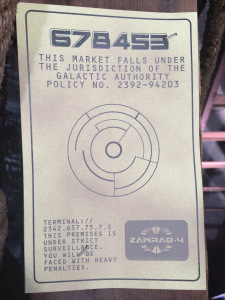 678453
THIS MARKET FALLS UNDER
THE JURISDICTION OF THE
GALACTIC AUTHORITY
POLICY NO. 2392-94203
TERMINAL://
2342.657.75.7.2
THIS PREMISES IS
UNDER STRICT
SURVEILLANCE.
YOU WILL BE
FACED WITH HEAVY
PENALTIES.
ZAWRAQ-4